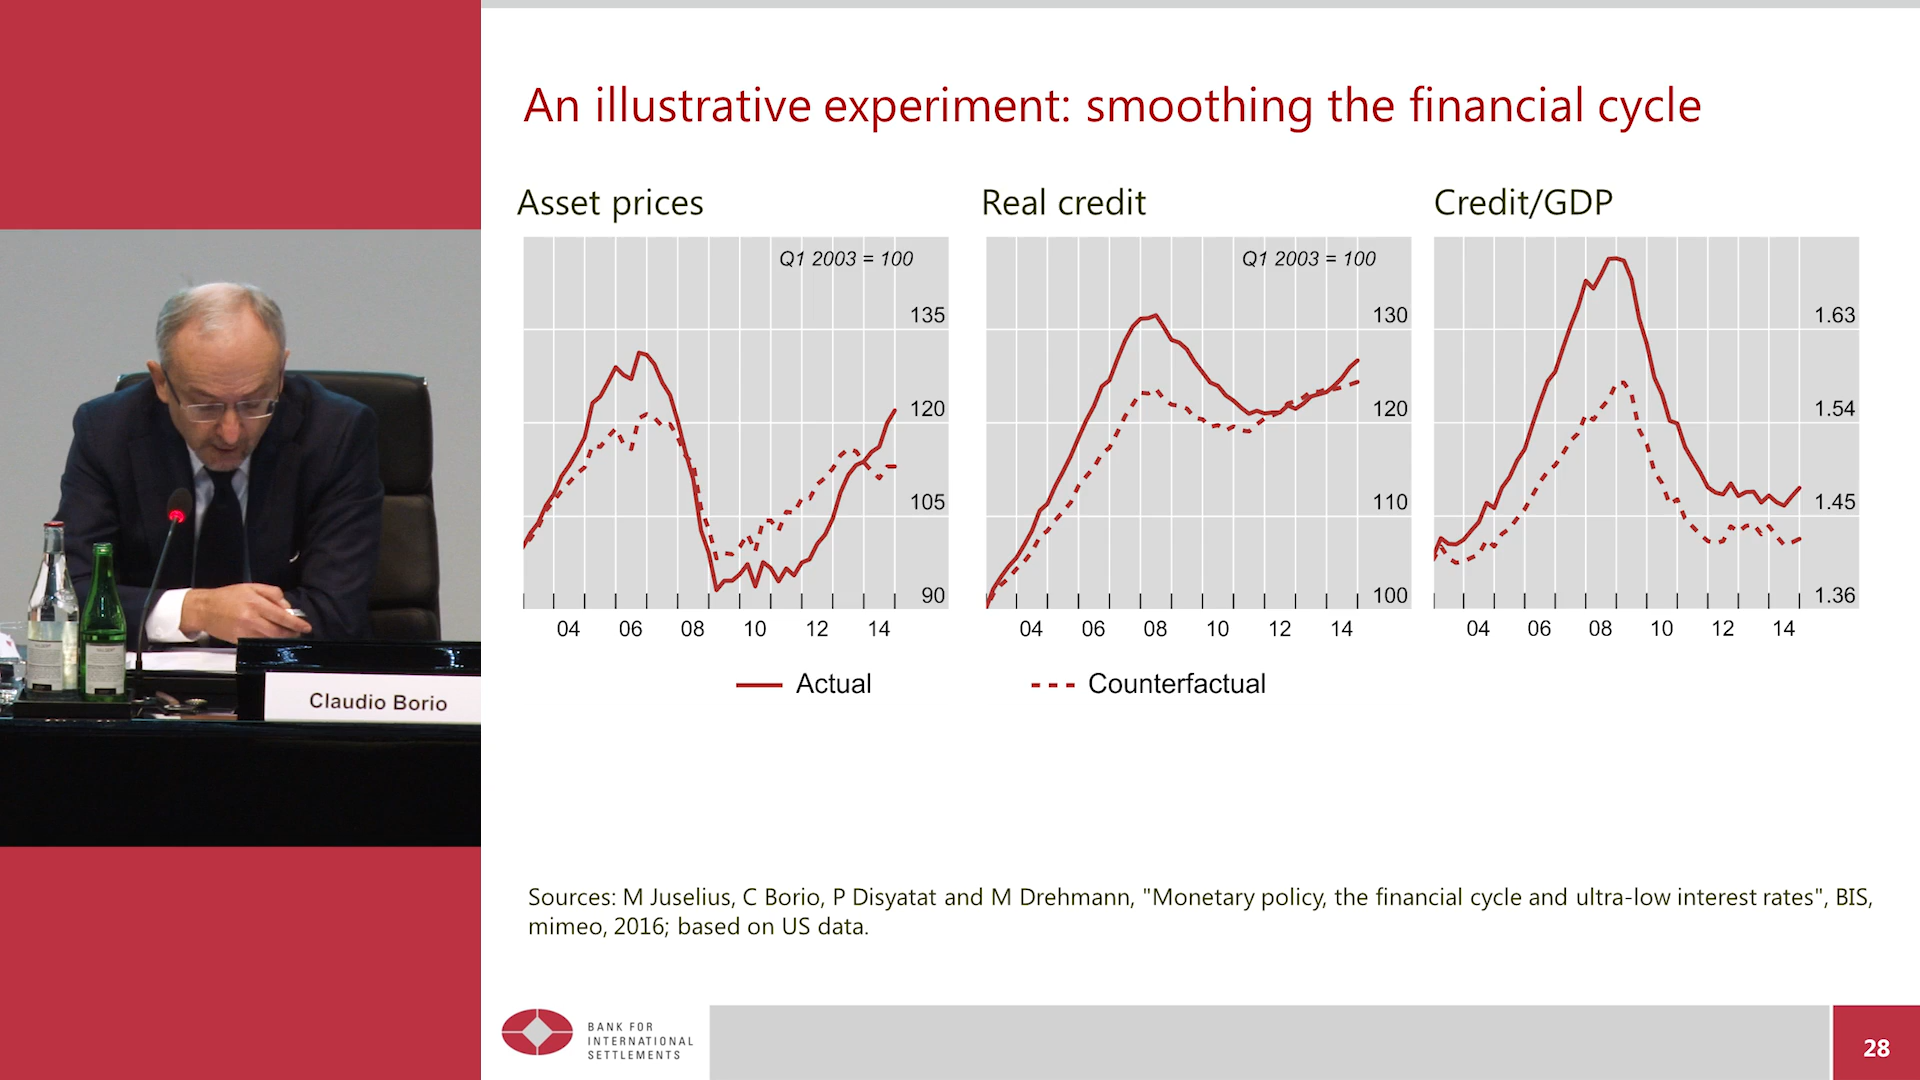 An illustrative experiment: smoothing the financial cycle
Asset prices
Real credit
Credit/GDP
Q1 2003 = 100
135
120
105
90
04 06 08 10 12 14
Q1 2003 = 100
130
120
110
100
04 06 08 10 12 14
1.63
1.54
1.45
1.36
04 06 08 10 12 14
Actual
Counterfactual
Claudio Borio
Sources: M Juselius, C Borio, P Disyatat and M Drehmann, "Monetary policy, the financial cycle and ultra-low interest rates", BIS,
mimeo, 2016; based on US data.
BANK FOR
INTERNATIONAL
SETTLEMENTS
28